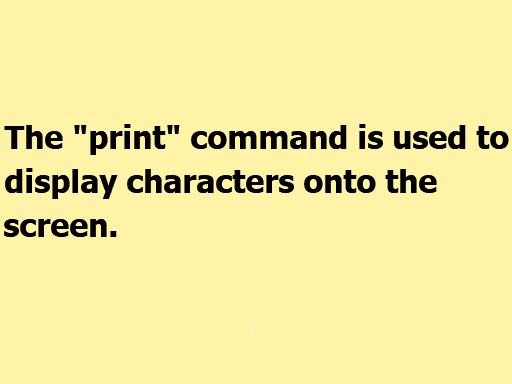 The "print" command is used to
display characters onto the
screen.